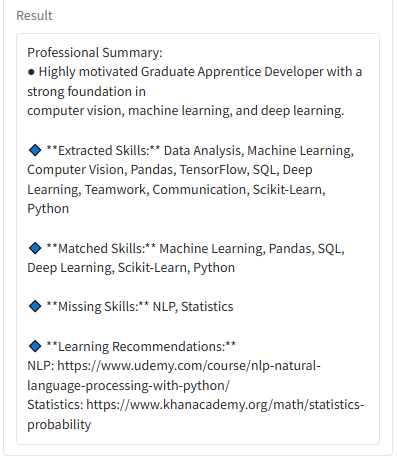 Result
Professional Summary:
● Highly motivated Graduate Apprentice Developer with a
strong foundation in
computer vision, machine learning, and deep learning.
🔹 **Extracted Skills:** Data Analysis, Machine Learning,
Computer Vision, Pandas, TensorFlow, SQL, Deep
Learning, Teamwork, Communication, Scikit-Learn,
Python
🔹 **Matched Skills:** Machine Learning, Pandas, SQL,
Deep Learning, Scikit-Learn, Python
🔹 **Missing Skills:** NLP, Statistics
🔹 **Learning Recommendations:**
NLP: https://www.udemy.com/course/nlp-natural-
language-processing-with-python/
Statistics: https://www.khanacademy.org/math/statistics-
probability